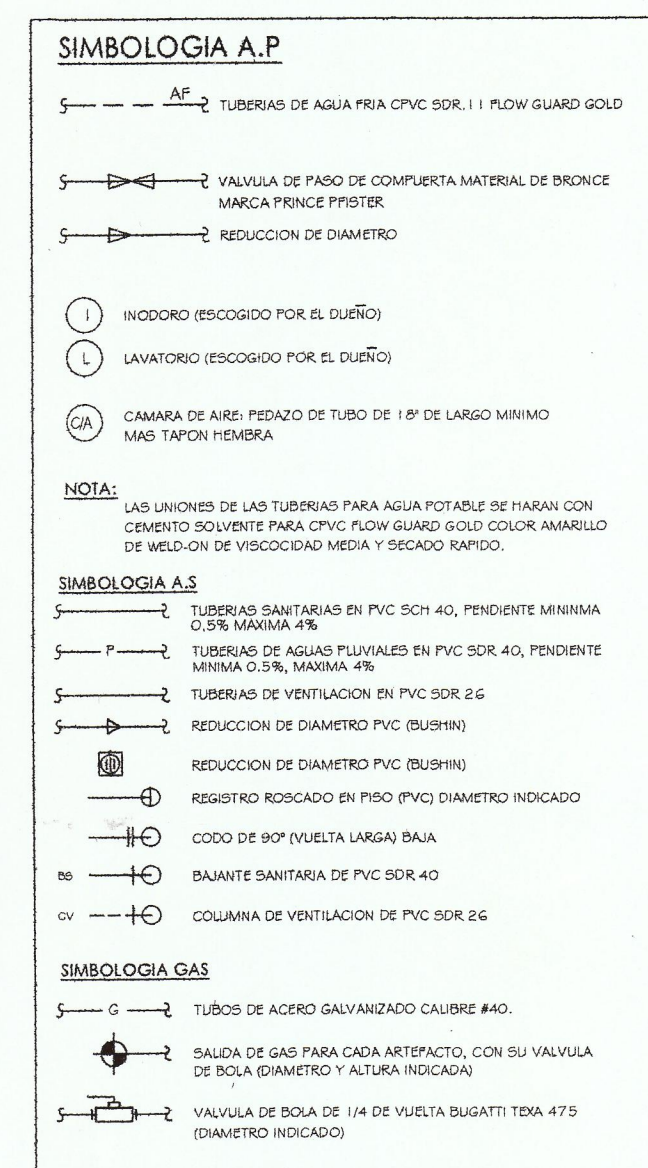 SIMBOLOGIA A.P
AF
TUBERIAS DE AGUA FRIA CPVC SDR. 11 FLOW GUARD GOLD
VALVULA DE PASO DE COMPUERTA MATERIAL DE BRONCE
MARCA PRINCE PFISTER
REDUCCION DE DIAMETRO
I INODORO (ESCOGIDO POR EL DUEÑO)
L LAVATORIO (ESCOGIDO POR EL DUEÑO)
C/A CAMARA DE AIRE: PEDAZO DE TUBO DE 18" DE LARGO MINIMO
MAS TAPON HEMBRA
NOTA:
LAS UNIONES DE LAS TUBERIAS PARA AGUA POTABLE SE HARAN CON
CEMENTO SOLVENTE PARA CPVC FLOW GUARD GOLD COLOR AMARILLO
DE WELD-ON DE VISCOCIDAD MEDIA Y SECADO RAPIDO.
SIMBOLOGIA A.S
TUBERIAS SANITARIAS EN PVC SCH 40, PENDIENTE MININMA
0,5% MAXIMA 4%
P TUBERIAS DE AGUAS PLUVIALES EN PVC SDR 40, PENDIENTE
MINIMA 0.5%, MAXIMA 4%
TUBERIAS DE VENTILACION EN PVC SDR 26
REDUCCION DE DIAMETRO PVC (BUSHIN)
REDUCCION DE DIAMETRO PVC (BUSHIN)
REGISTRO ROSCADO EN PISO (PVC) DIAMETRO INDICADO
CODO DE 90° (VUELTA LARGA) BAJA
BS BAJANTE SANITARIA DE PVC SDR 40
CV COLUMNA DE VENTILACION DE PVC SDR 26
SIMBOLOGIA GAS
G TUBOS DE ACERO GALVANIZADO CALIBRE #40.
SALIDA DE GAS PARA CADA ARTEFACTO, CON SU VALVULA
DE BOLA (DIAMETRO Y ALTURA INDICADA)
VALVULA DE BOLA DE 1/4 DE VUELTA BUGATTI TEXA 475
(DIAMETRO INDICADO)